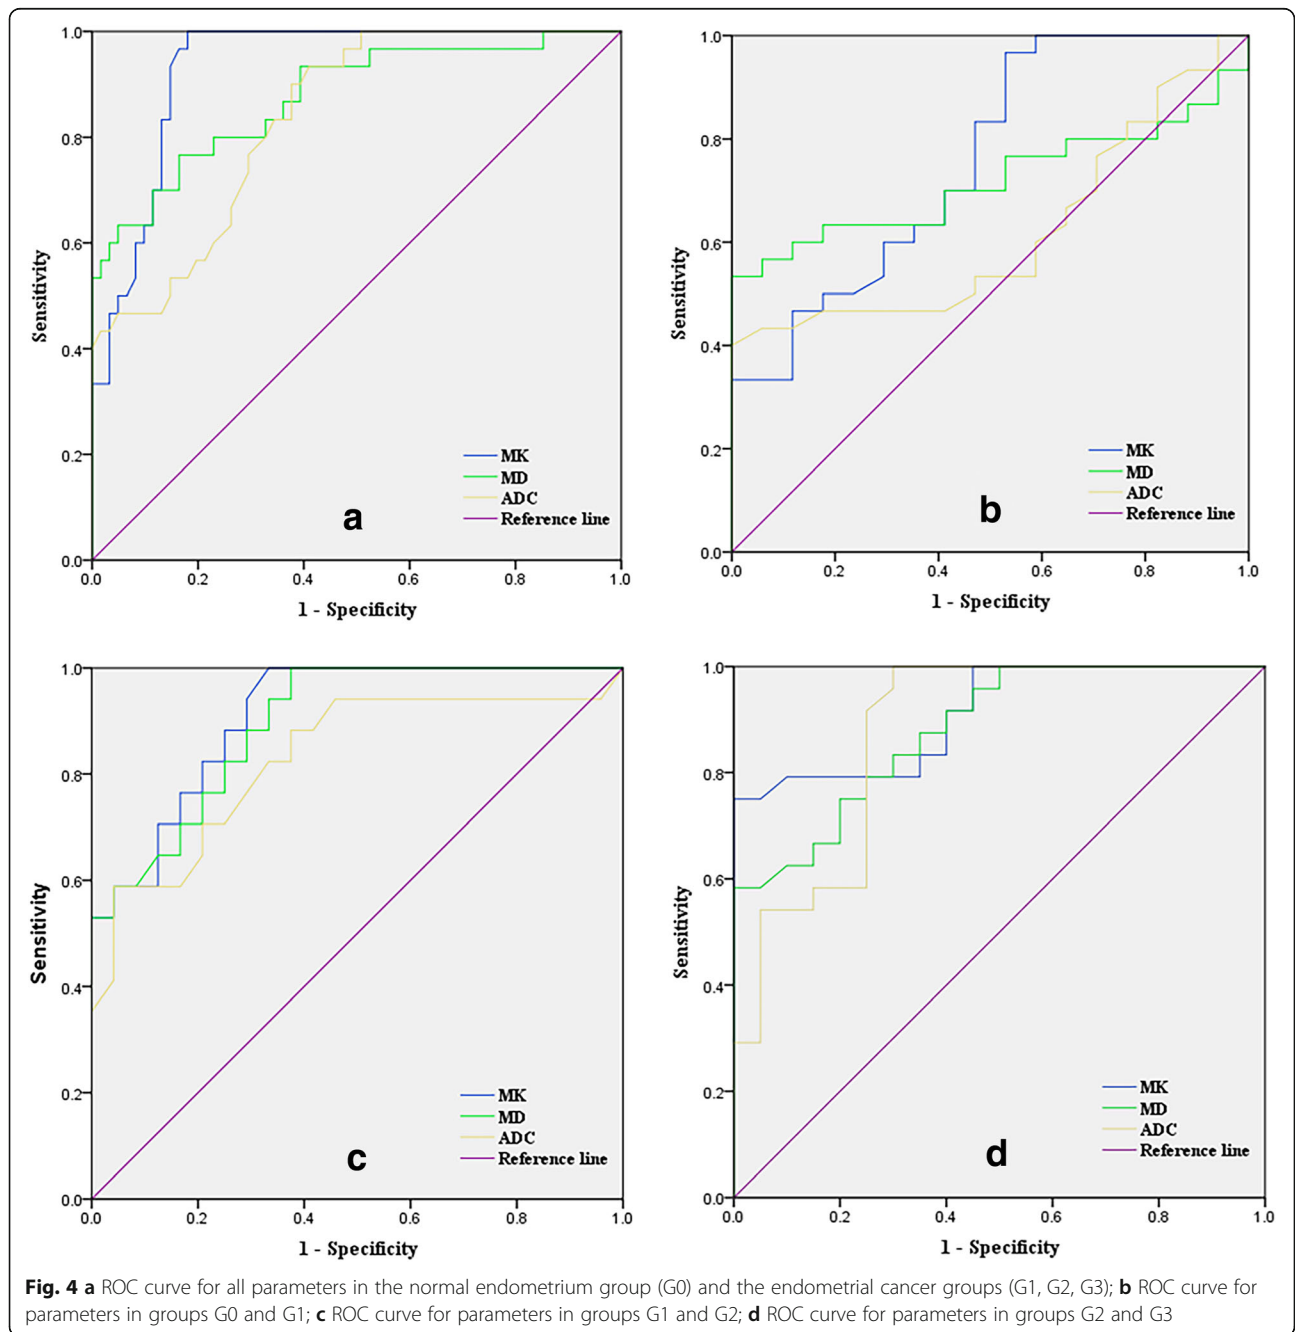 1.0
0.8
0.6
0.4
0.2
0.0
Sensitivity
0.0 0.2 0.4 0.6 0.8 1.0
1 - Specificity
MK
MD
ADC
Reference line
a
1.0
0.8
0.6
0.4
0.2
0.0
Sensitivity
0.0 0.2 0.4 0.6 0.8 1.0
1 - Specificity
MK
MD
ADC
Reference line
b
1.0
0.8
0.6
0.4
0.2
0.0
Sensitivity
0.0 0.2 0.4 0.6 0.8 1.0
1 - Specificity
MK
MD
ADC
Reference line
c
1.0
0.8
0.6
0.4
0.2
0.0
Sensitivity
0.0 0.2 0.4 0.6 0.8 1.0
1 - Specificity
MK
MD
ADC
Reference line
d
Fig. 4 a ROC curve for all parameters in the normal endometrium group (G0) and the endometrial cancer groups (G1, G2, G3); b ROC curve for
parameters in groups G0 and G1; c ROC curve for parameters in groups G1 and G2; d ROC curve for parameters in groups G2 and G3